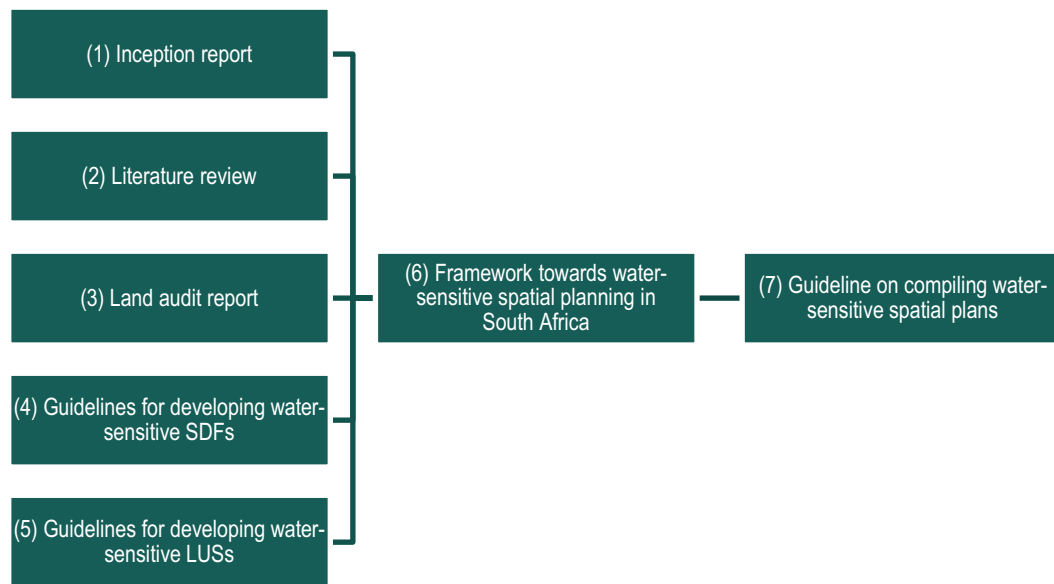 (1) Inception report
(2) Literature review
(3) Land audit report
(4) Guidelines for developing water-
sensitive SDFs
(5) Guidelines for developing water-
sensitive LUSs
(6) Framework towards water-
sensitive spatial planning in
South Africa
(7) Guideline on compiling water-
sensitive spatial plans